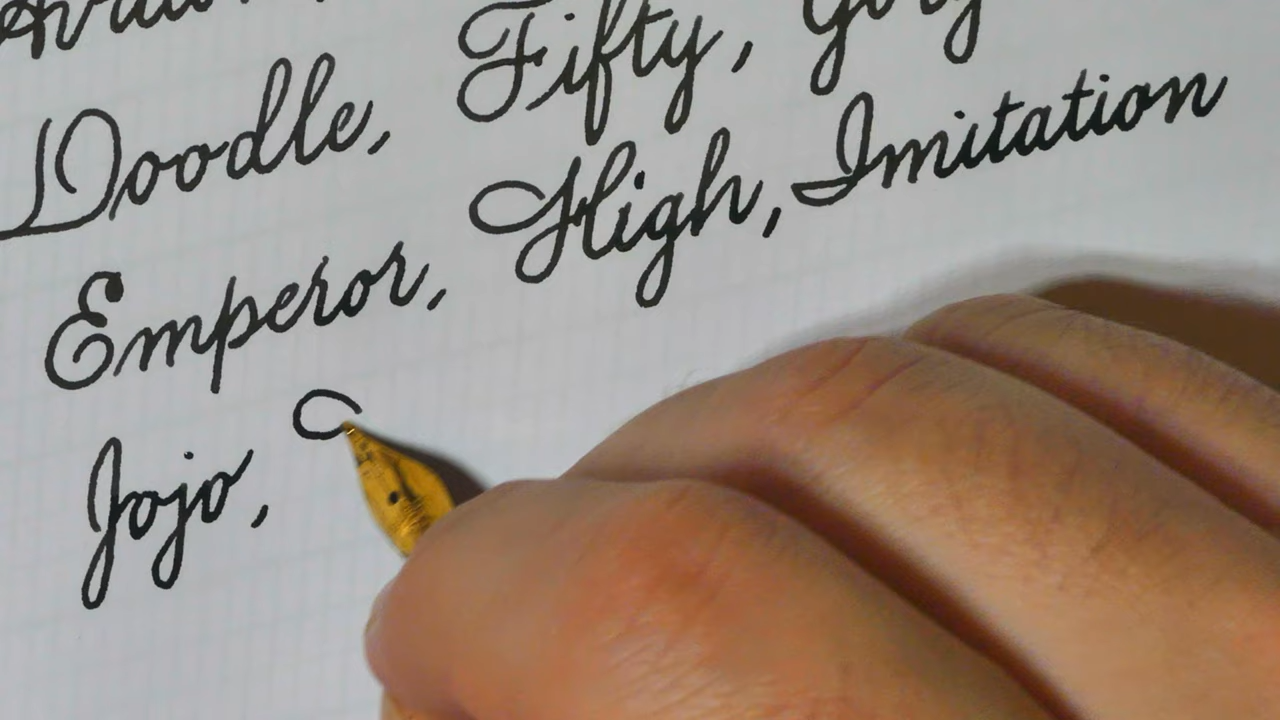 Doodle, Fifty,
Emperor, High, Imitation
Jojo,